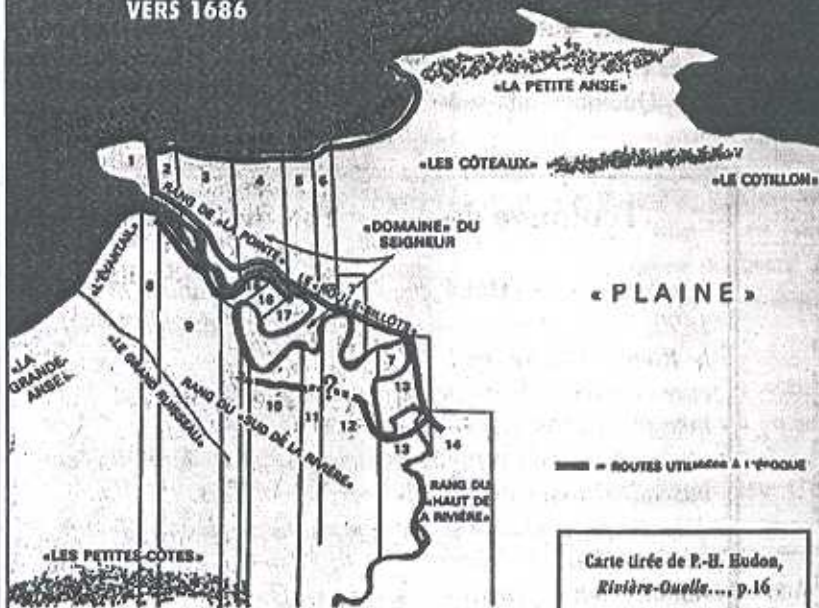 VERS 1686
«LA PETITE ANSE»
«LES CÔTEAUX»
«LE COTILLON»
1
2
3
4
5
6
RANG DE «LA POINTE»
«DOMAINE» DU
SEIGNEUR
«L'ÉVANTAIL»
8
9
16
17
7
«PLAINE»
«LA
GRANDE
ANSE»
«LE GRAND RUISSEAU»
RANG DU «SUD DE LA RIVIÈRE»
10
11
12
?
7
13
13
14
RANG DU
«HAUT DE
LA RIVIÈRE»
= ROUTES UTILISÉES À L'ÉPOQUE
«LES PETITES CÔTES»
Carte tirée de P.-H. Hudon,
Rivière-Ouelle..., p.16